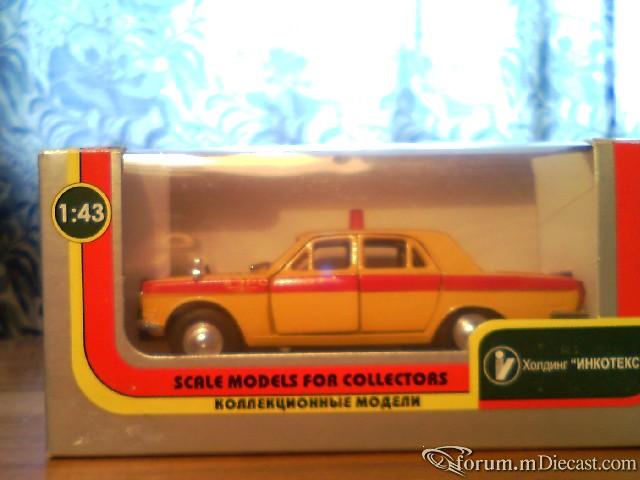 1:43
SCALE MODELS FOR COLLECTORS
КОЛЛЕКЦИОННЫЕ МОДЕЛИ
Холдинг "ИНКОТЕКС
forum.mDiecast.com